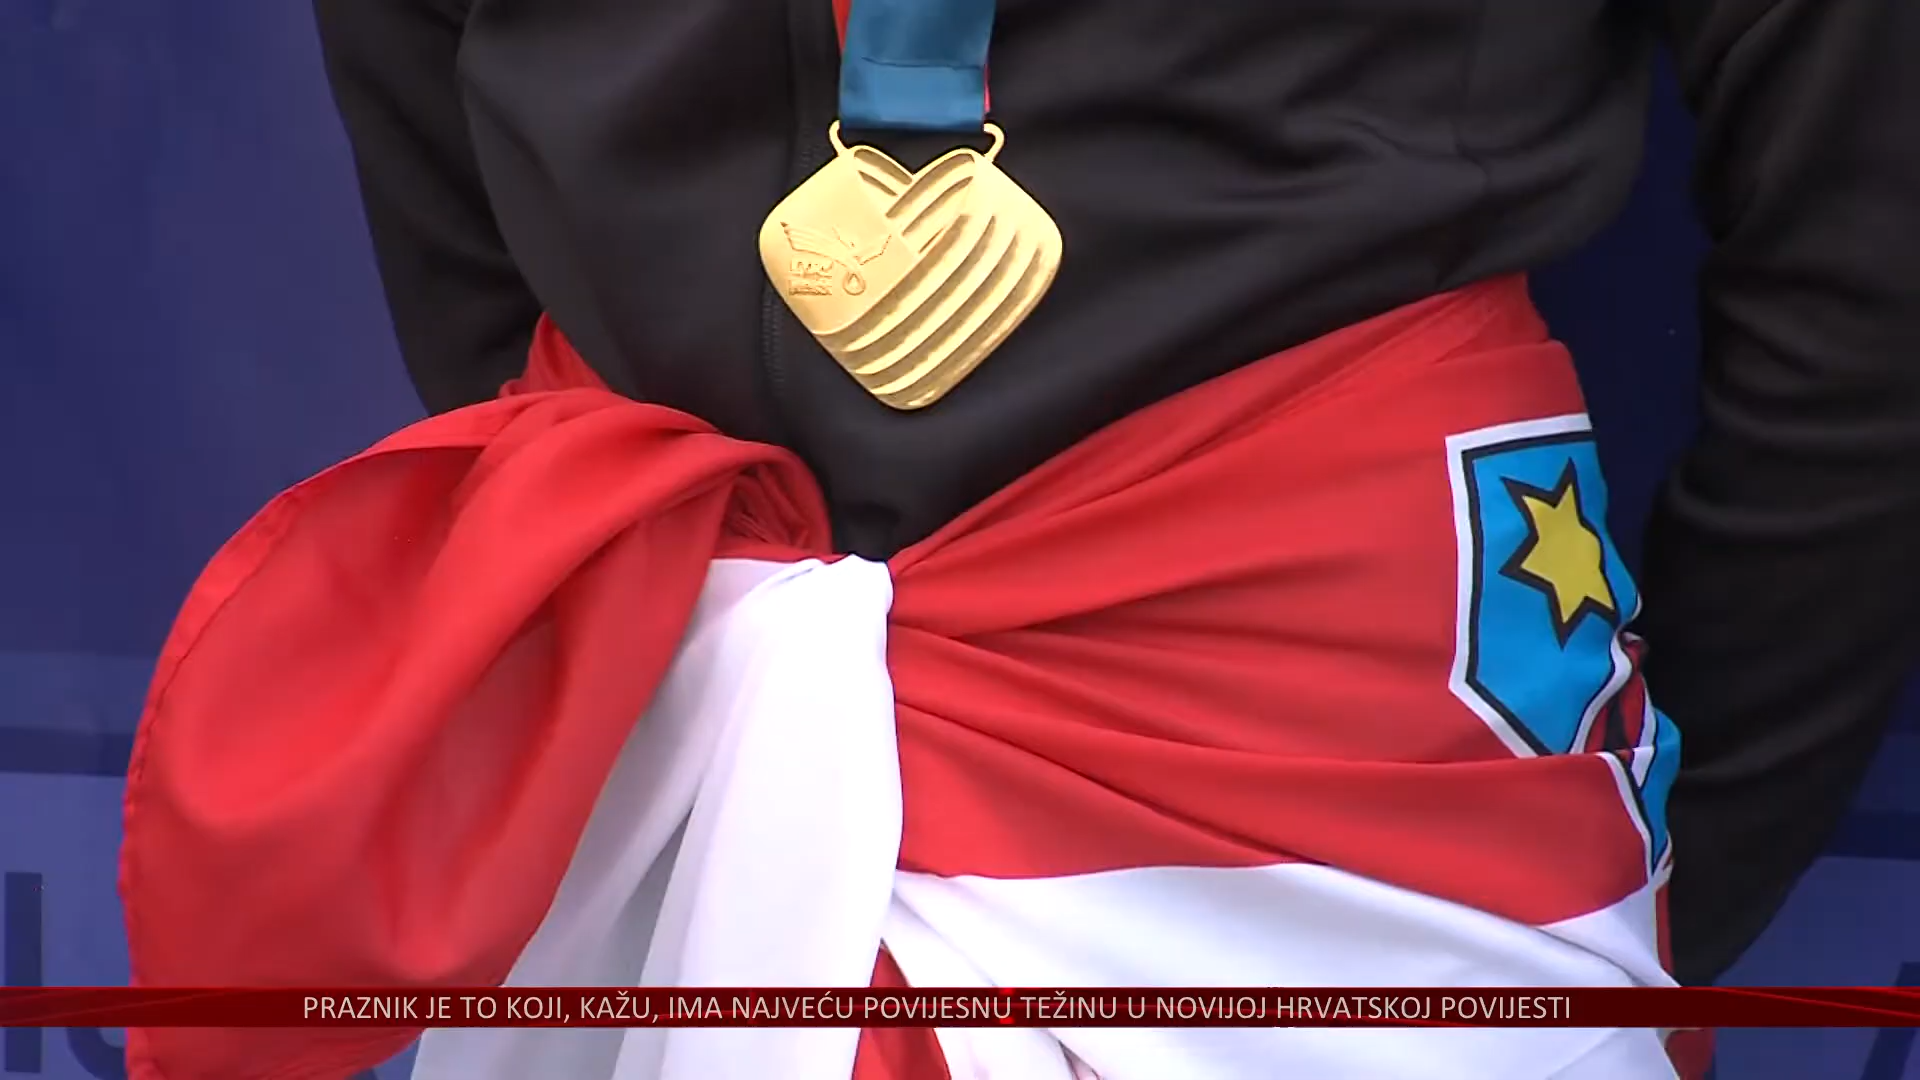 PRAZNIK JE TO KOJI, KAŽU, IMA NAJVEĆU POVIJESNU TEŽINU U NOVIJOJ HRVATSKOJ POVIJESTI